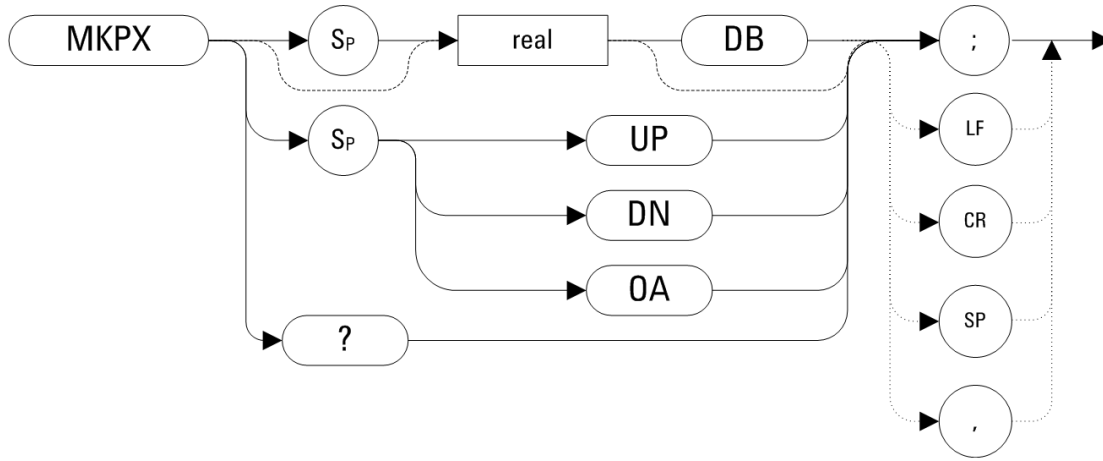 MKPX SP real DB ;
SP UP LF
DN CR
OA
? SP
,